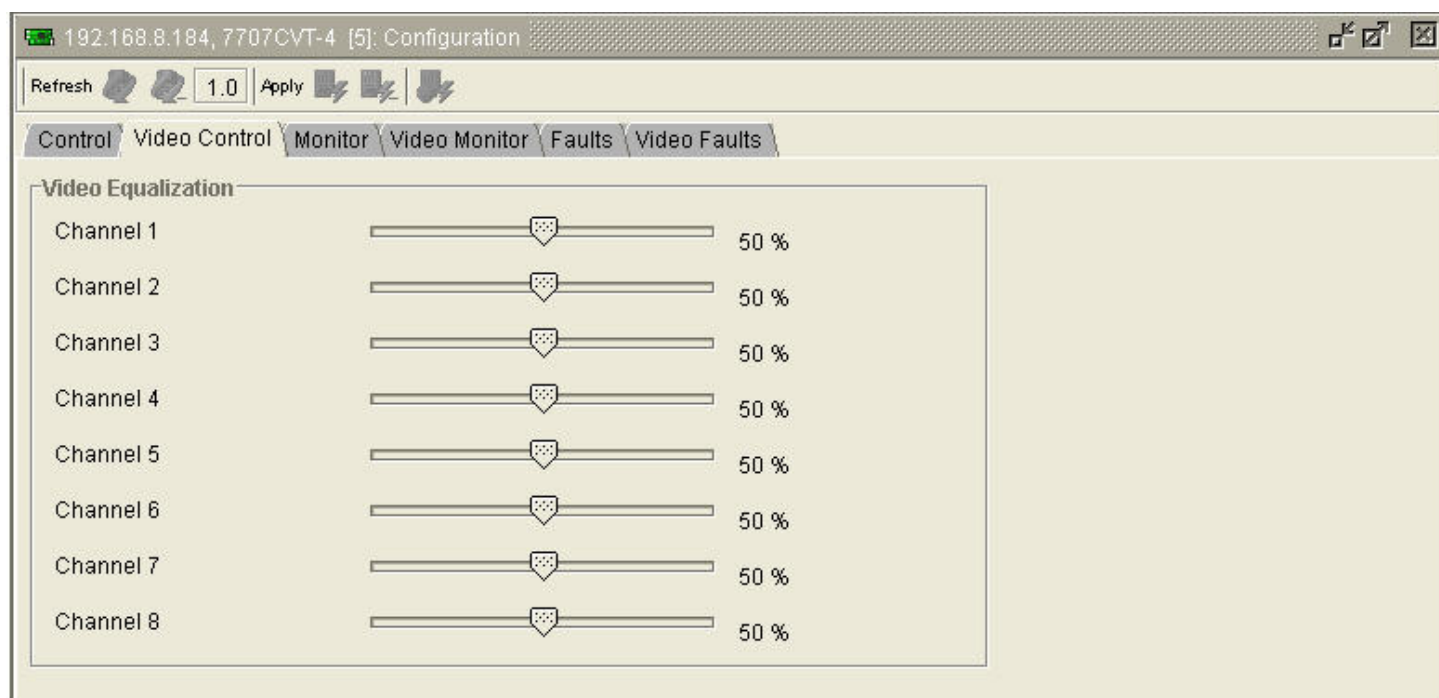 192.168.8.184, 7707CVT-4 [5]: Configuration
Refresh 1.0 Apply
Control Video Control Monitor Video Monitor Faults Video Faults
Video Equalization
Channel 1 50 %
Channel 2 50 %
Channel 3 50 %
Channel 4 50 %
Channel 5 50 %
Channel 6 50 %
Channel 7 50 %
Channel 8 50 %